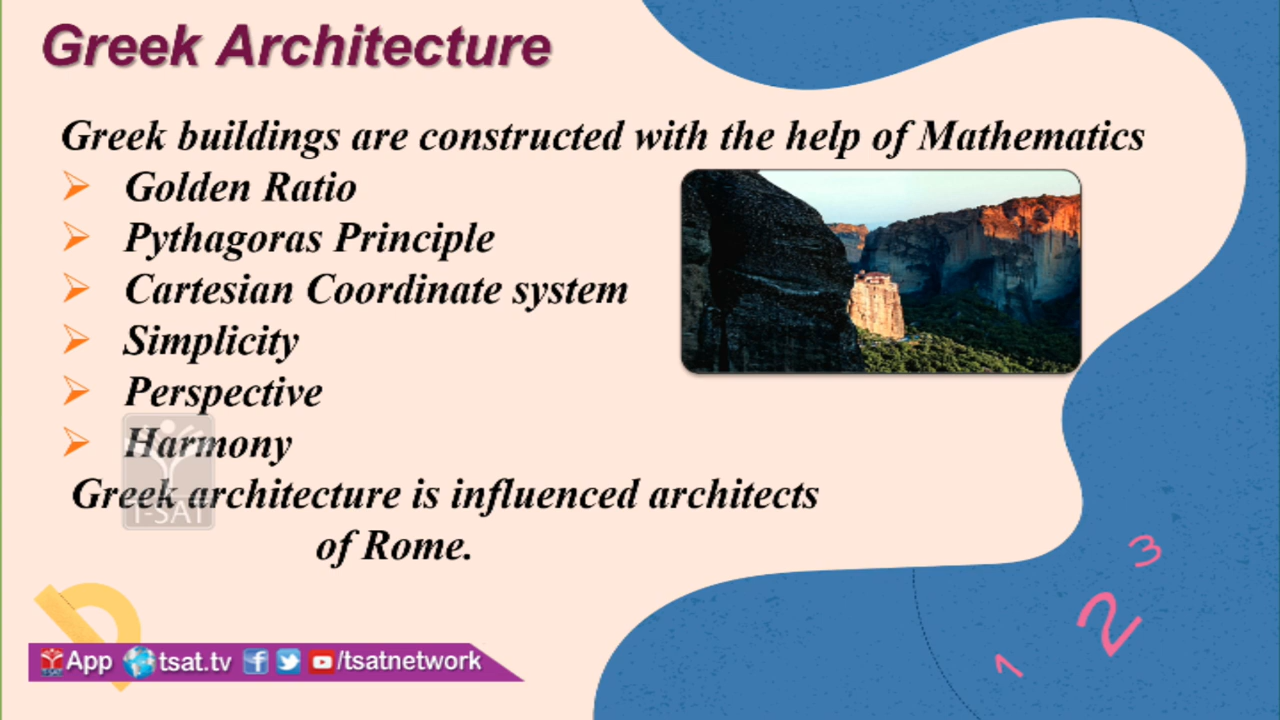 Greek Architecture
Greek buildings are constructed with the help of Mathematics
Golden Ratio
Pythagoras Principle
Cartesian Coordinate system
Simplicity
Perspective
Harmony
Greek architecture is influenced architects
of Rome.
T-SAT
3
2
1
App tsat.tv /tsatnetwork